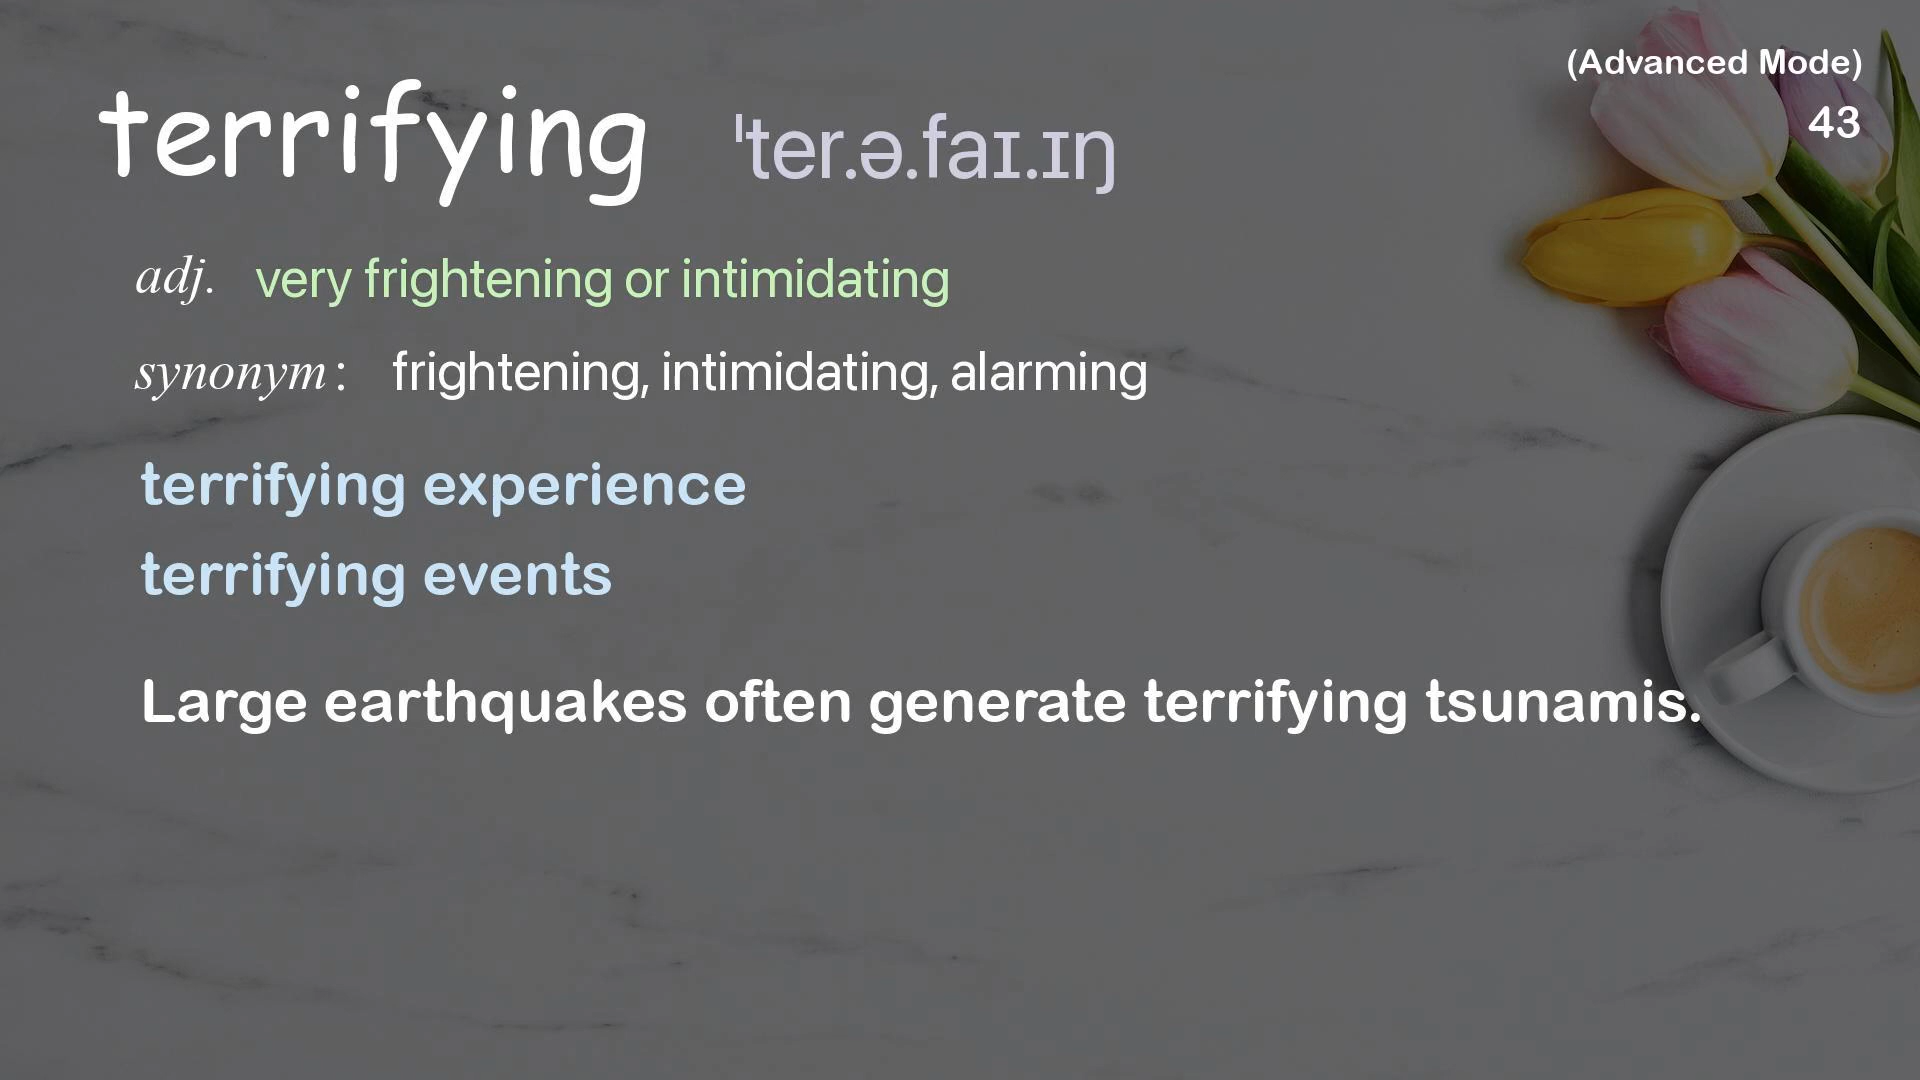 (Advanced Mode)
43
terrifying ˈter.ə.faɪ.ɪŋ
adj. very frightening or intimidating
synonym: frightening, intimidating, alarming
terrifying experience
terrifying events
Large earthquakes often generate terrifying tsunamis.